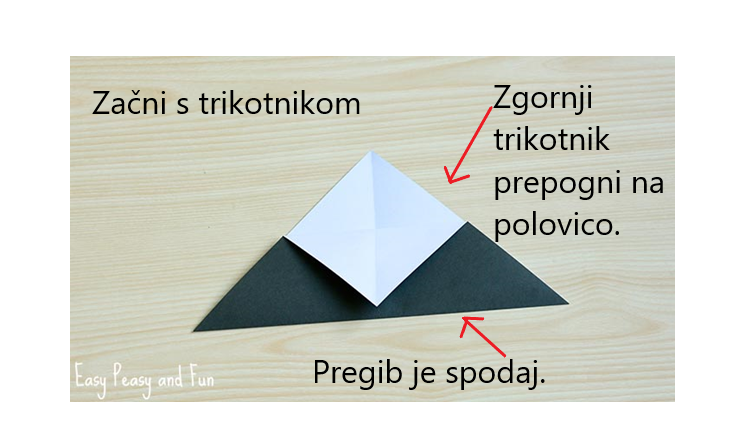 Začni s trikotnikom
Zgornji
trikotnik
prepogni na
polovico.
Pregib je spodaj.
Easy Peasy and Fun